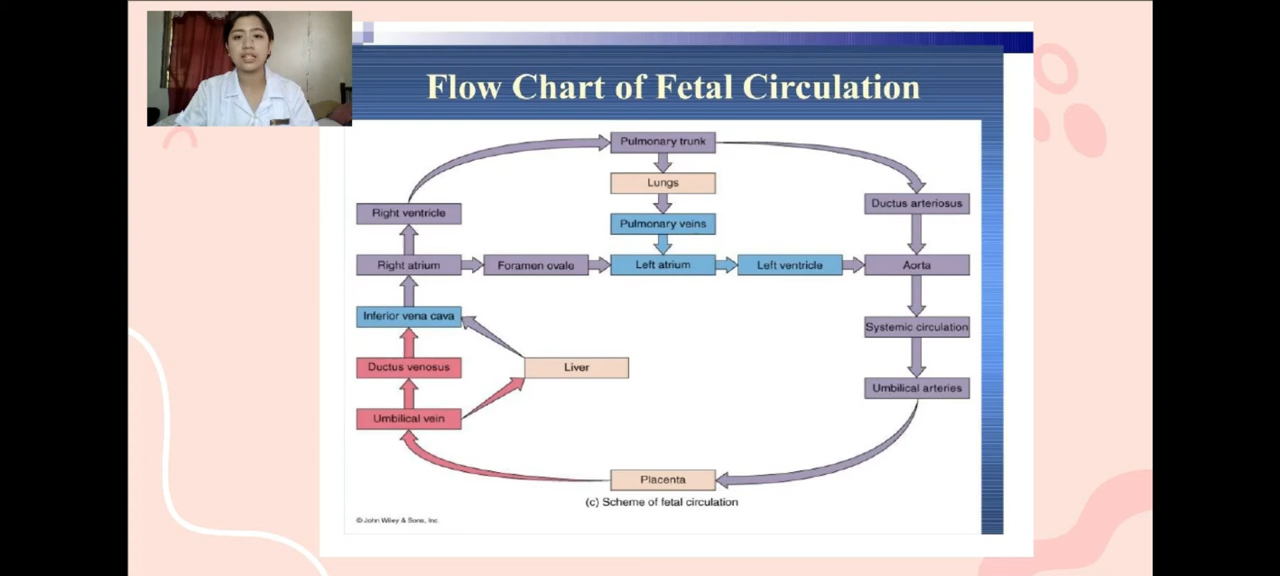 Flow Chart of Fetal Circulation
Pulmonary trunk
Lungs
Pulmonary veins
Ductus arteriosus
Right ventricle
Right atrium
Foramen ovale
Left atrium
Left ventricle
Aorta
Inferior vena cava
Systemic circulation
Ductus venosus
Liver
Umbilical arteries
Umbilical vein
Placenta
(c) Scheme of fetal circulation
© John Wiley & Sons, Inc.